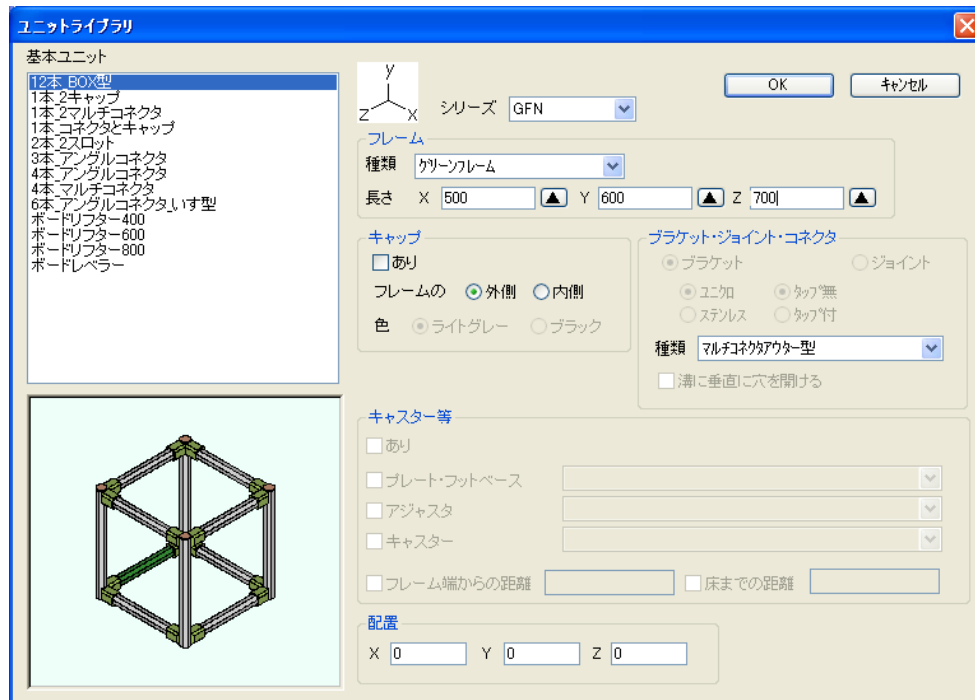 ユニットライブラリ
基本ユニット
12本_BOX型
1本_2キャップ
1本_2マルチコネクタ
1本_コネクタとキャップ
2本_2スロット
3本_アングルコネクタ
4本_アングルコネクタ
4本_マルチコネクタ
6本_アングルコネクタ_いす型
ボードリフター400
ボードリフター600
ボードリフター800
ボードレベラー
y
z x
シリーズ GFN
OK キャンセル
フレーム
種類 グリーンフレーム
長さ X 500 Y 600 Z 700
キャップ
あり
フレームの 外側 内側
色 ライトグレー ブラック
ブラケット・ジョイント・コネクタ
ブラケット ジョイント
ユニクロ タップ無
ステンレス タップ付
種類 マルチコネクタアウター型
溝に垂直に穴を開ける
キャスター等
あり
プレート・フットベース
アジャスタ
キャスター
フレーム端からの距離 床までの距離
配置
X 0 Y 0 Z 0